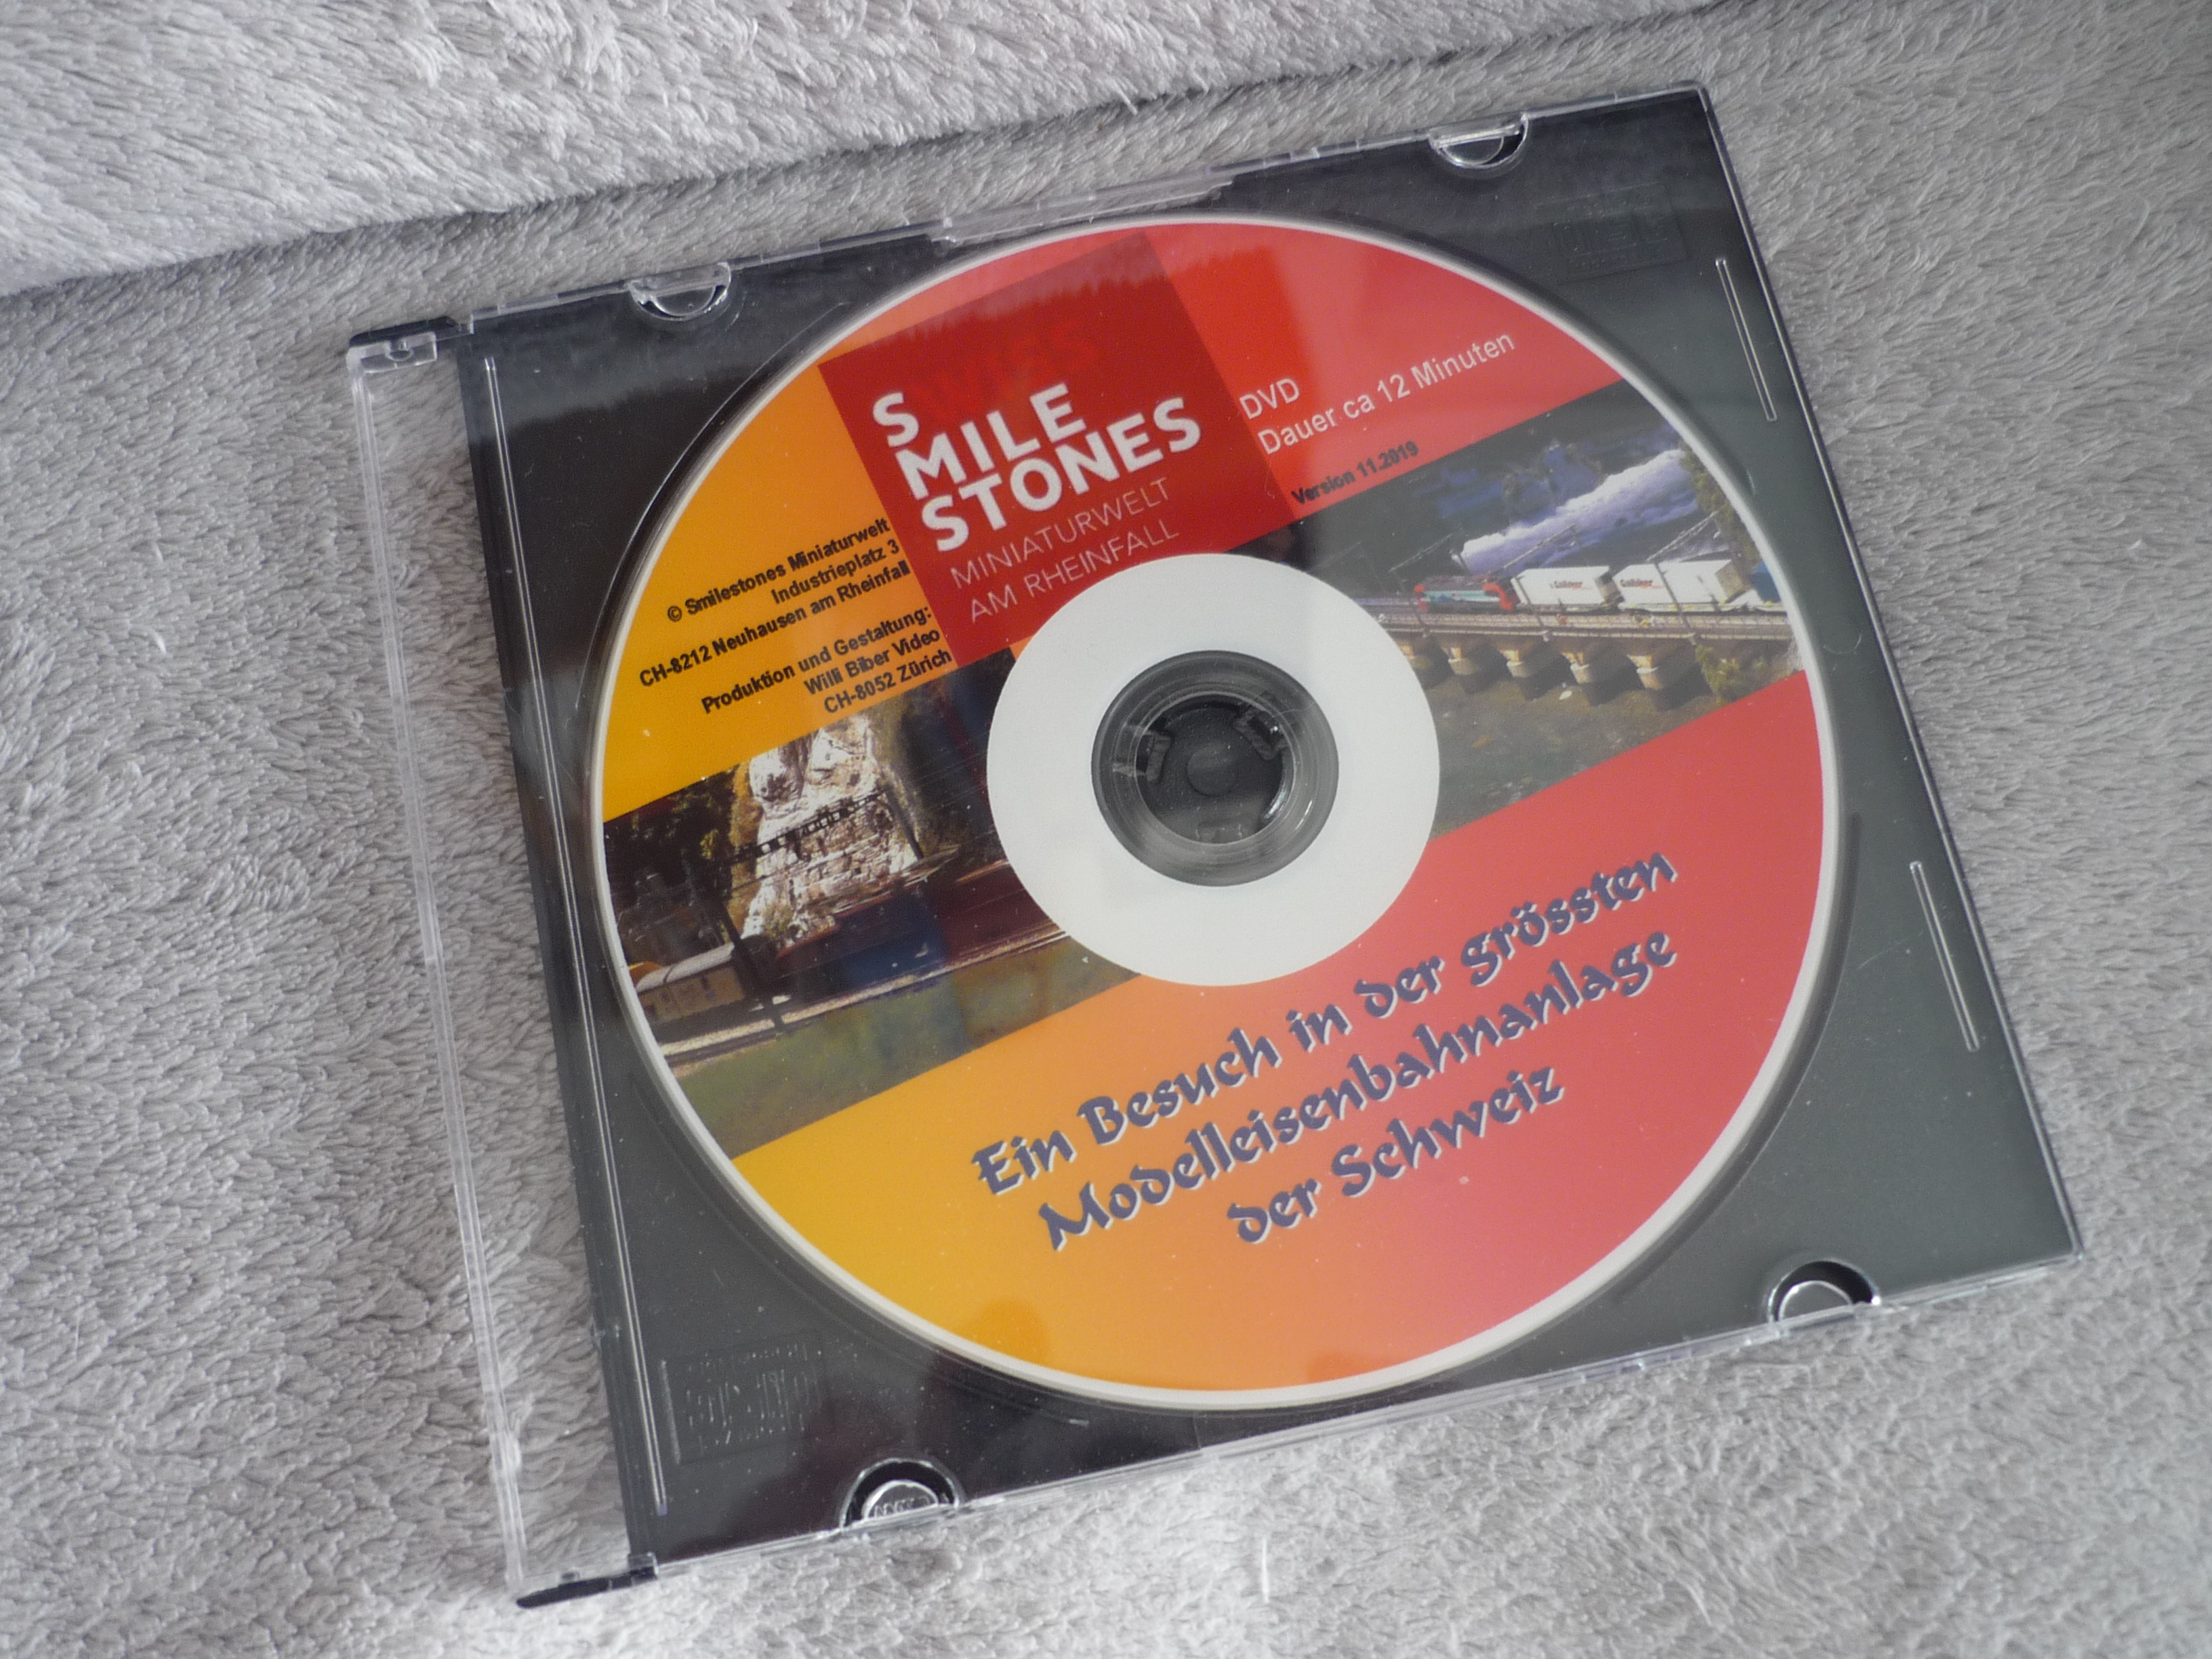 SWISS
MILE
STONES
MINIATURWELT
AM RHEINFALL
DVD
Dauer ca 12 Minuten
Version 11.2019
© Smilestones Miniaturwelt
Industrieplatz 3
CH-8212 Neuhausen am Rheinfall
Produktion und Gestaltung:
Willi Biber Video
CH-8052 Zürich
Ein Besuch in der grössten
Modelleisenbahnanlage
der Schweiz